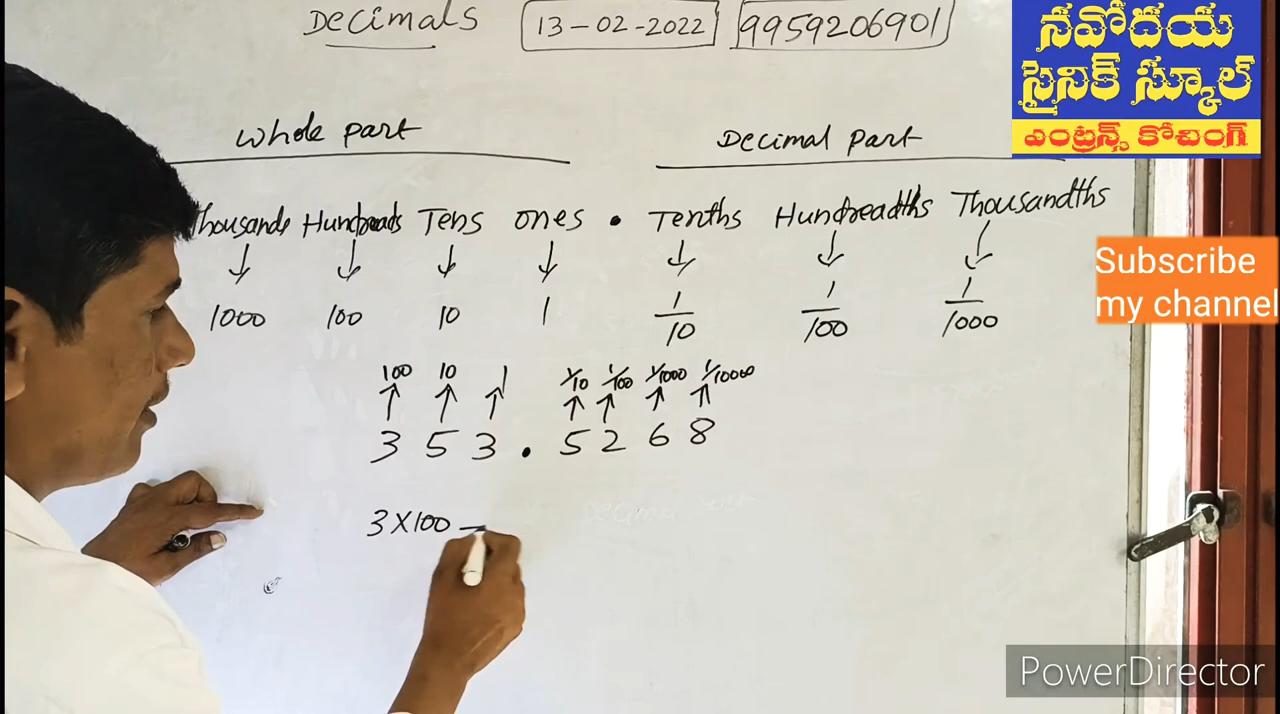 Decimals 13-02-2022 9959206901
నవోదయ
సైనిక్ స్కూల్
ఎంట్రన్స్ కోచింగ్
Whole part Decimal part
Thousands Hundreads Tens ones . Tenths Hundreadths Thousandths
1000 100 10 1 1/10 1/100 1/1000
100 10 1 1/10 1/100 1/1000 1/10000
3 5 3 . 5 2 6 8
3X100 –
Subscribe
my channel
PowerDirector